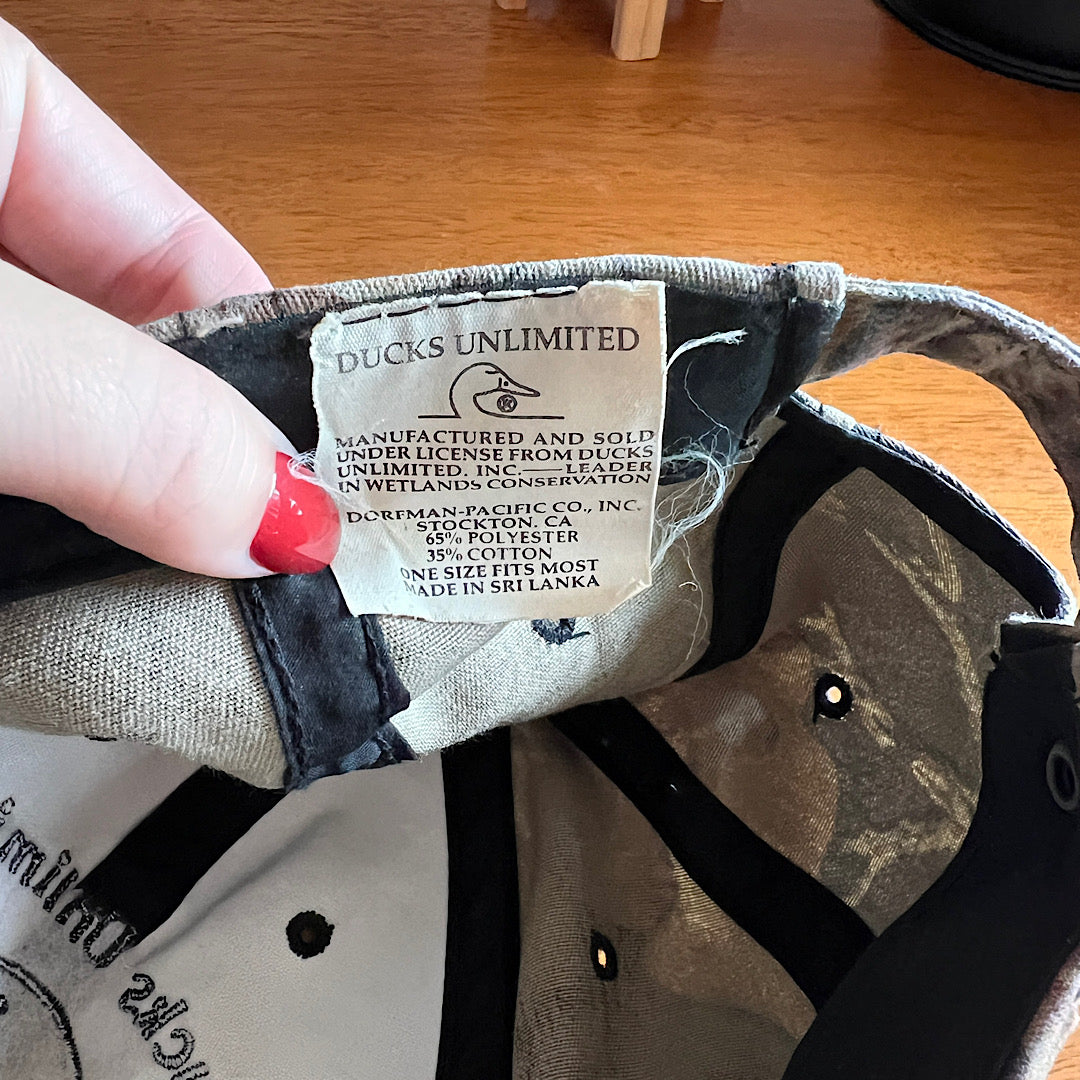 DUCKS UNLIMITED
MANUFACTURED AND SOLD
UNDER LICENSE FROM DUCKS
UNLIMITED. INC.—LEADER
IN WETLANDS CONSERVATION
DORFMAN-PACIFIC CO., INC.
STOCKTON. CA
65% POLYESTER
35% COTTON
ONE SIZE FITS MOST
MADE IN SRI LANKA